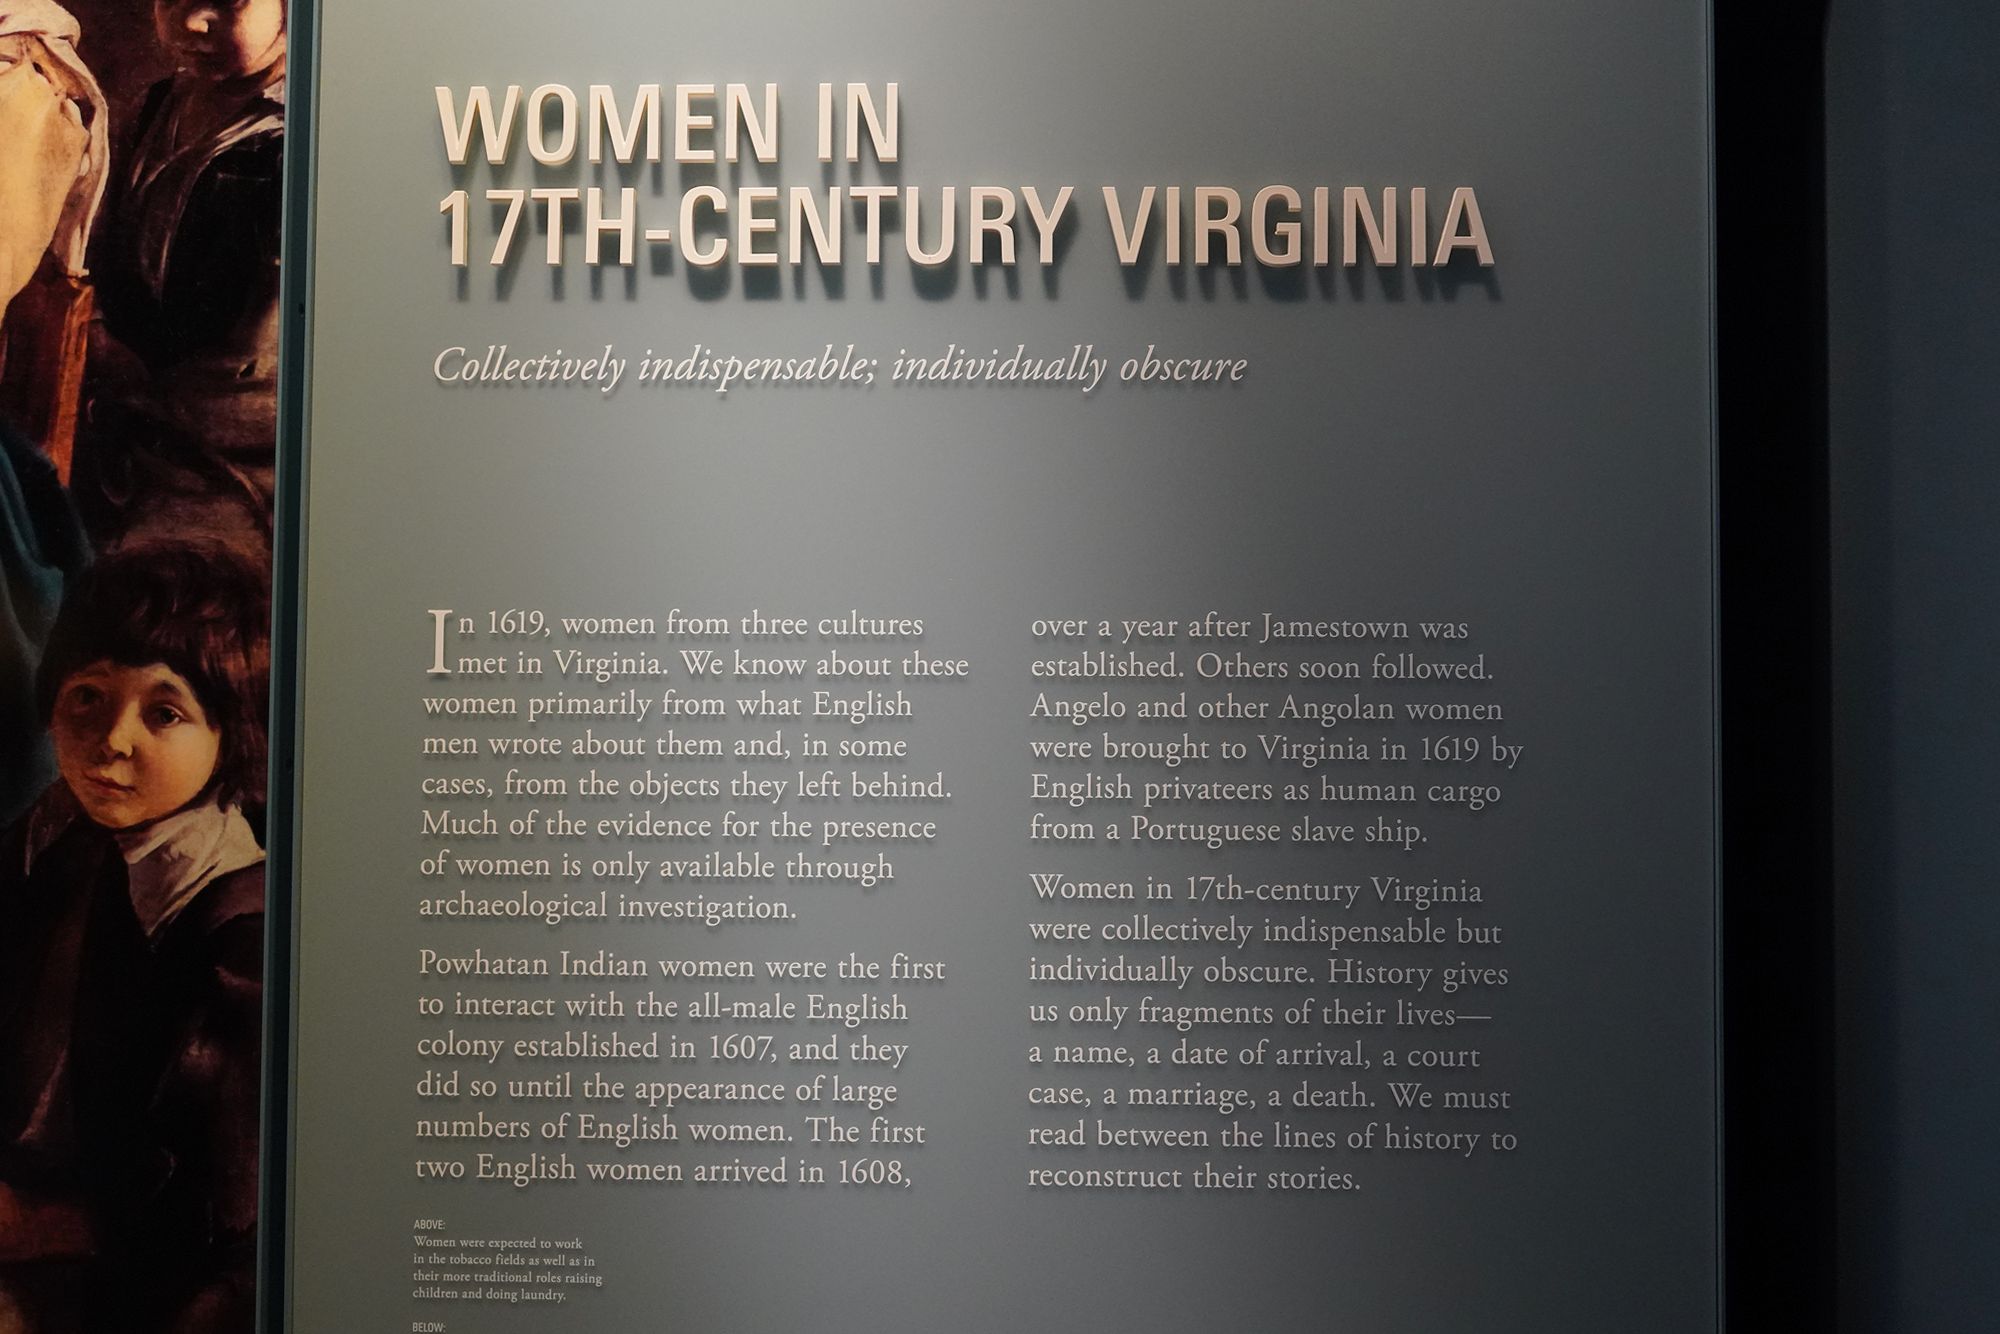 WOMEN IN
17TH-CENTURY VIRGINIA
Collectively indispensable; individually obscure
In 1619, women from three cultures
met in Virginia. We know about these
women primarily from what English
men wrote about them and, in some
cases, from the objects they left behind.
Much of the evidence for the presence
of women is only available through
archaeological investigation.
Powhatan Indian women were the first
to interact with the all-male English
colony established in 1607, and they
did so until the appearance of large
numbers of English women. The first
two English women arrived in 1608,
over a year after Jamestown was
established. Others soon followed.
Angelo and other Angolan women
were brought to Virginia in 1619 by
English privateers as human cargo
from a Portuguese slave ship.
Women in 17th-century Virginia
were collectively indispensable but
individually obscure. History gives
us only fragments of their lives—
a name, a date of arrival, a court
case, a marriage, a death. We must
read between the lines of history to
reconstruct their stories.
ABOVE:
Women were expected to work
in the tobacco fields as well as in
their more traditional roles raising
children and doing laundry.
BELOW: